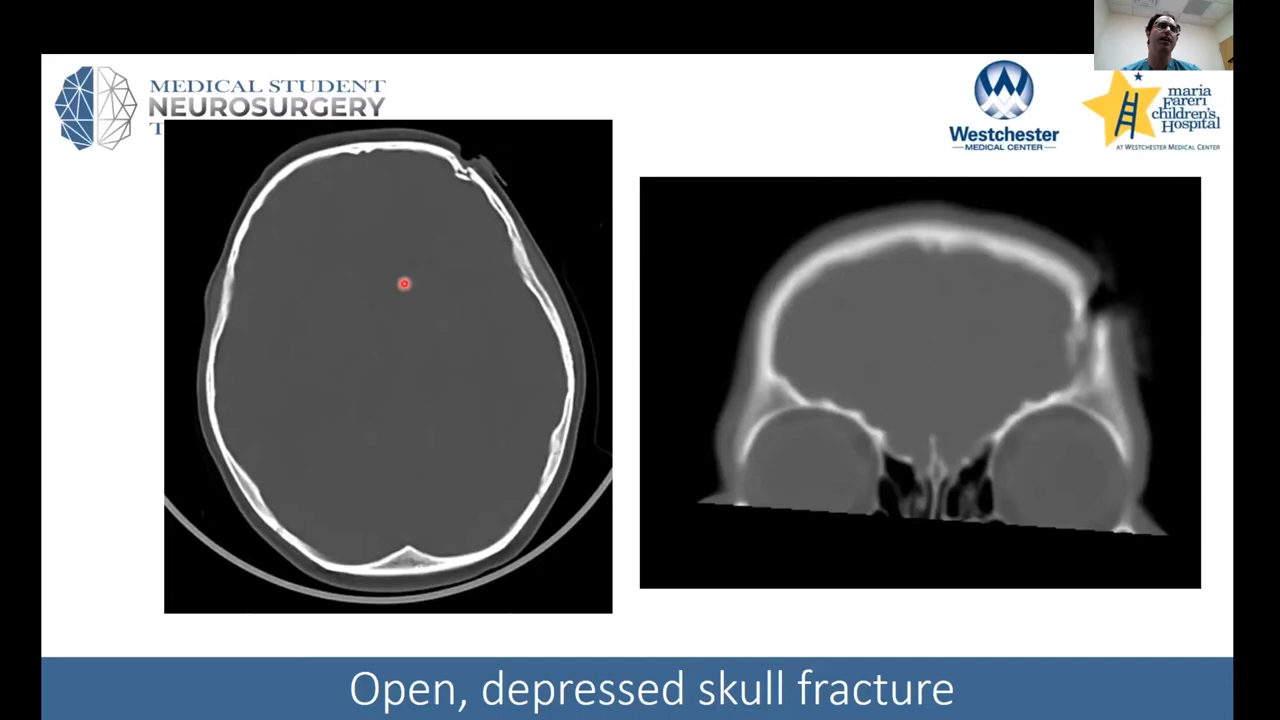 MEDICAL STUDENT
NEUROSURGERY
T
Westchester
MEDICAL CENTER
maria
fareri
children's
Hospital
AT WESTCHESTER MEDICAL CENTER
Open, depressed skull fracture